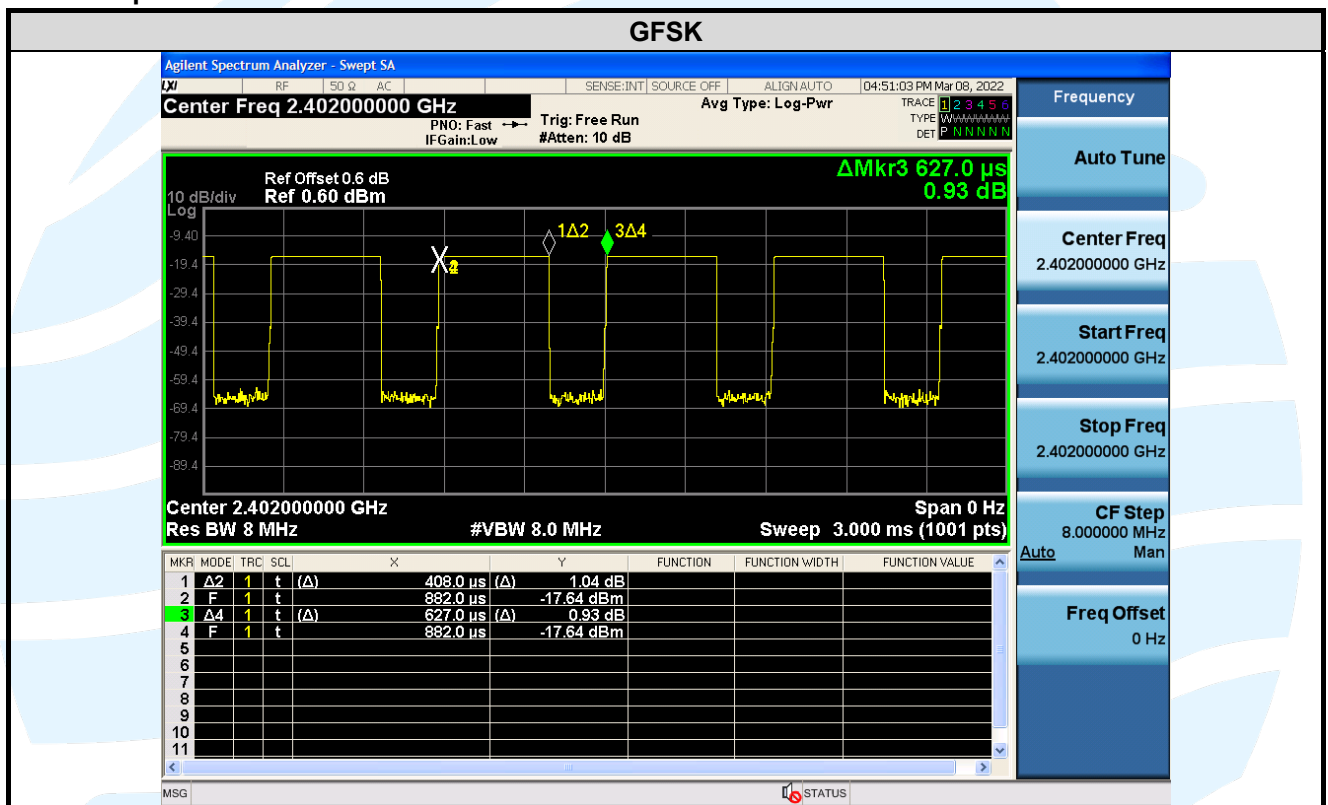 GFSK
Agilent Spectrum Analyzer - Swept SA
LXI RF 50 Ω AC SENSE:INT SOURCE OFF ALIGN AUTO 04:51:03 PM Mar 08, 2022
Center Freq 2.402000000 GHz Avg Type: Log-Pwr TRACE 1 2 3 4 5 6
PNO: Fast Trig: Free Run TYPE
IFGain:Low #Atten: 10 dB DET P N N N N N
ΔMkr3 627.0 µs
0.93 dB
Ref Offset 0.6 dB
10 dB/div Ref 0.60 dBm
Log
-9.40
-19.4
-29.4
-39.4
-49.4
-59.4
-69.4
-79.4
-89.4
1Δ2 3Δ4
Center 2.402000000 GHz Span 0 Hz
Res BW 8 MHz #VBW 8.0 MHz Sweep 3.000 ms (1001 pts)
MKR MODE TRC SCL X Y FUNCTION FUNCTION WIDTH FUNCTION VALUE
1 Δ2 1 t (Δ) 408.0 µs (Δ) 1.04 dB
2 F 1 t 882.0 µs -17.64 dBm
3 Δ4 1 t (Δ) 627.0 µs (Δ) 0.93 dB
4 F 1 t 882.0 µs -17.64 dBm
5
6
7
8
9
10
11
MSG STATUS
Frequency
Auto Tune
Center Freq
2.402000000 GHz
Start Freq
2.402000000 GHz
Stop Freq
2.402000000 GHz
CF Step
8.000000 MHz
Auto Man
Freq Offset
0 Hz